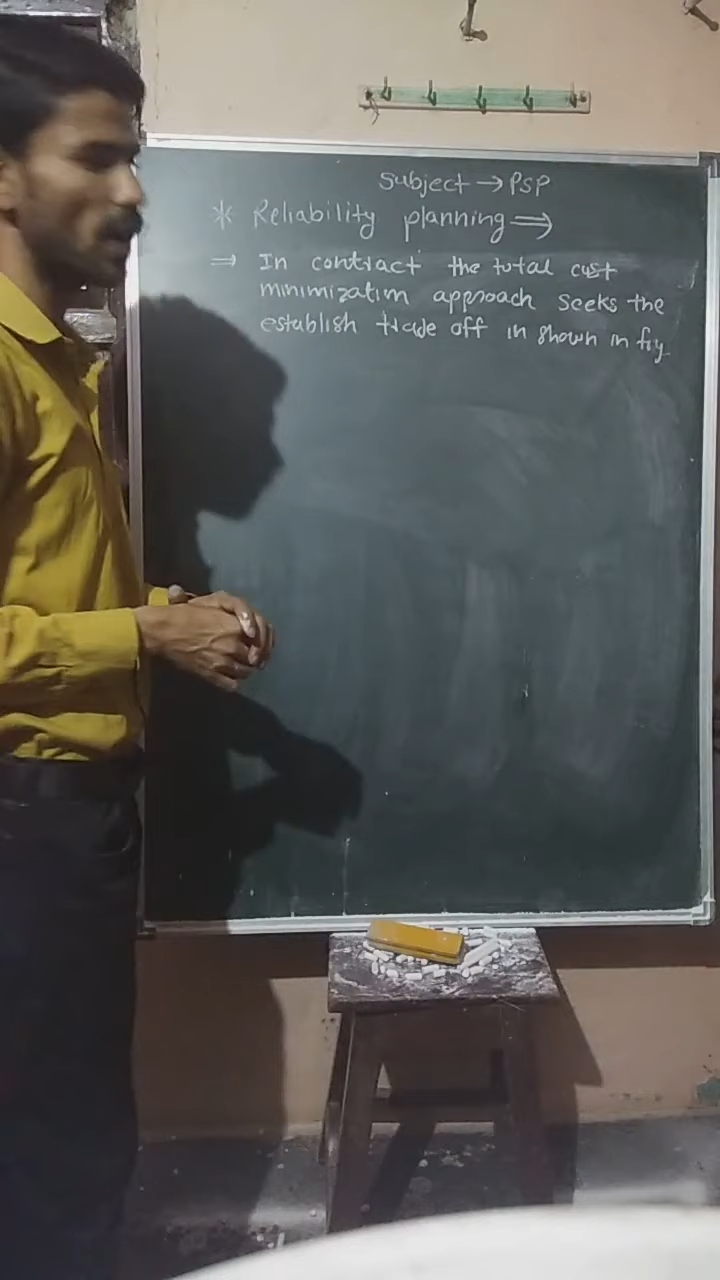 Subject → PSP
* Reliability planning ⇒
⇒ In contract the total cost
minimization approach seeks the
establish trade off in shown in fig